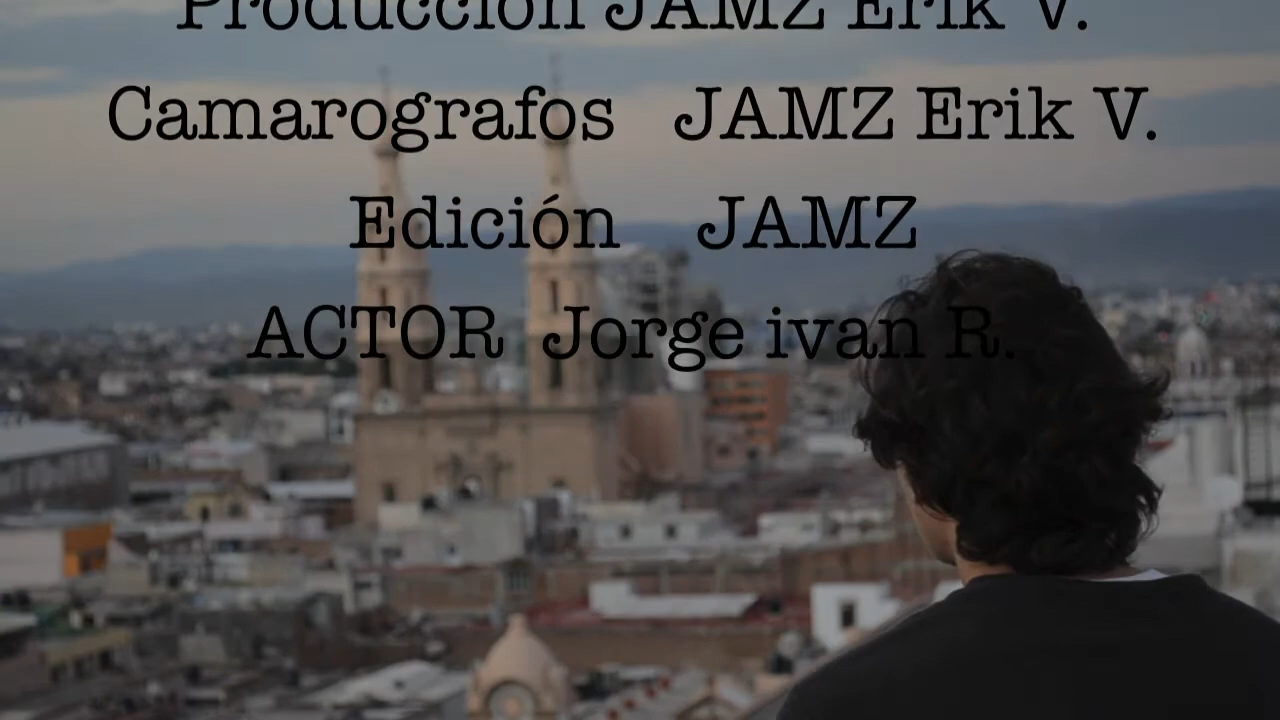 Producción JAMZ Erik V.
Camarografos JAMZ Erik V.
Edición JAMZ
ACTOR Jorge ivan R.